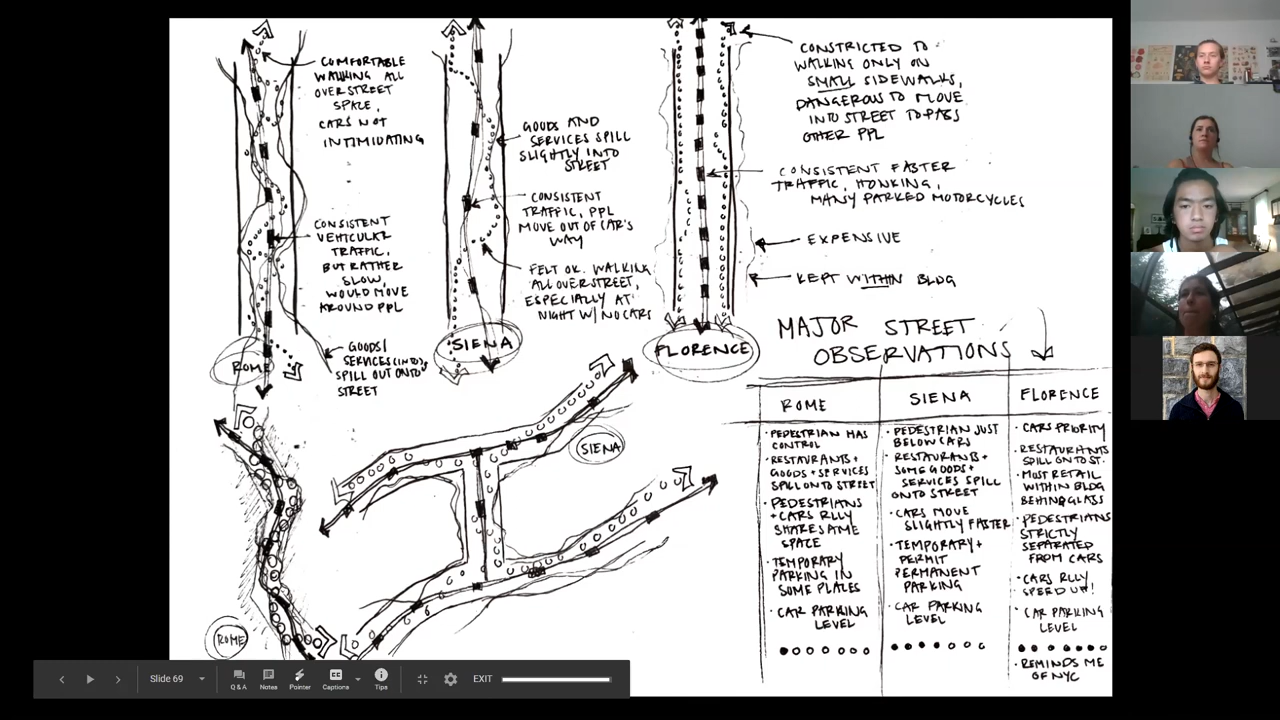 COMFORTABLE
WALKING ALL
OVER STREET
SPACE,
CARS NOT
INTIMIDATING
CONSISTENT
VEHICULAR
TRAFFIC,
BUT RATHER
SLOW,
WOULD MOVE
AROUND PPL
GOODS/
SERVICES (INTO)
SPILL OUT ONTO
STREET
ROME
GOODS AND
SERVICES SPILL
SLIGHTLY INTO
STREET
CONSISTENT
TRAFFIC, PPL
MOVE OUT OF CAR'S
WAY
FELT OK. WALKING
ALL OVER STREET,
ESPECIALLY AT
NIGHT W/ NO CARS
SIENA
CONSTRICTED TO
WALKING ONLY ON
SMALL SIDEWALKS,
DANGEROUS TO MOVE
INTO STREET TO PASS
OTHER PPL
CONSISTENT FASTER
TRAFFIC, HONKING,
MANY PARKED MOTORCYCLES
EXPENSIVE
KEPT WITHIN BLDG
FLORENCE
SIENA
ROME
MAJOR STREET
OBSERVATIONS
ROME
· PEDESTRIAN HAS
CONTROL
· RESTAURANTS +
GOODS + SERVICES
SPILL ONTO STREET
· PEDESTRIANS
+ CARS RLLY
SHARE SAME
SPACE
· TEMPORARY
PARKING IN
SOME PLACES
· CAR PARKING
LEVEL
SIENA
· PEDESTRIAN JUST
BELOW CARS
· RESTAURANTS +
SOME GOODS +
SERVICES SPILL
ONTO STREET
· CARS MOVE
SLIGHTLY FASTER
· TEMPORARY +
PERMIT
PERMANENT
PARKING
· CAR PARKING
LEVEL
FLORENCE
· CARS PRIORITY
· RESTAURANTS
SPILL ONTO ST.
· MOST RETAIL
WITHIN BLDG
BEHIND GLASS
· PEDESTRIANS
STRICTLY
SEPARATED
FROM CARS
· CARS RLLY
SPEED UP!
· CAR PARKING
LEVEL
· REMINDS ME
OF NYC
Slide 69
Q & A
Notes
Pointer
Captions
Tips
EXIT